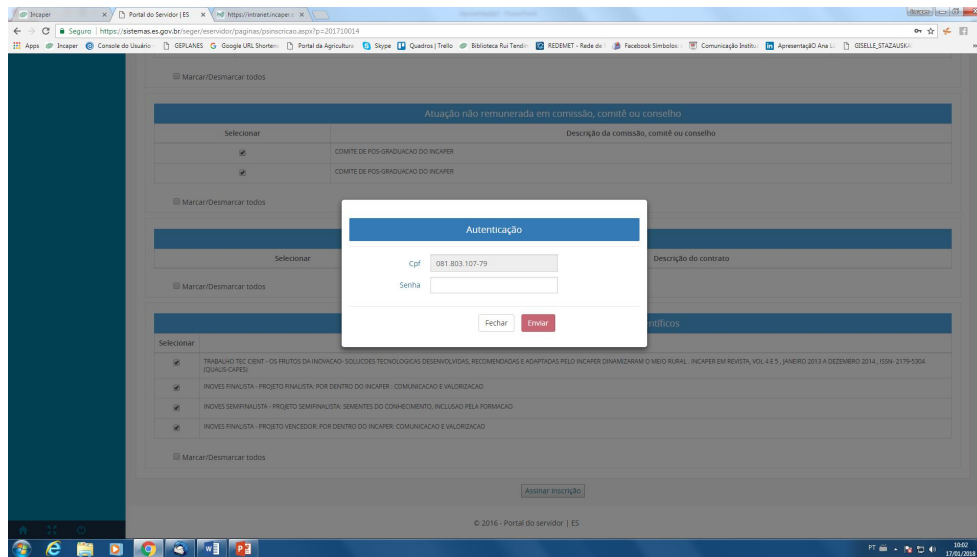 Incaper
Portal do Servidor | ES
https://intranet.incaper.
Seguro | https://sistemas.es.gov.br/seger/eservidor/paginas/psinscricao.aspx?p=201710014
Apps Incaper Console do Usuário GEPLANES Google URL Shorten Portal da Agricultura Skype Quadros | Trello Biblioteca Rui Tendin REDEMET - Rede de Facebook Simbolos Comunicação Institu ApresentaçãO Ana L GISELLE_STAZAUSKA
Marcar/Desmarcar todos
Atuação não remunerada em comissão, comitê ou conselho
Selecionar Descrição da comissão, comitê ou conselho
COMITE DE POS-GRADUACAO DO INCAPER
COMITE DE POS-GRADUACAO DO INCAPER
Marcar/Desmarcar todos
Autenticação
Selecionar Descrição do contrato
Cpf 081.803.107-79
Senha
Marcar/Desmarcar todos
Fechar Enviar
ntíficos
Selecionar
TRABALHO TEC CIENT - OS FRUTOS DA INOVACAO- SOLUCOES TECNOLOGICAS DESENVOLVIDAS, RECOMENDADAS E ADAPTADAS PELO INCAPER DINAMIZARAM O MEIO RURAL . INCAPER EM REVISTA, VOL 4 E 5 , JANEIRO 2013 A DEZEMBRO 2014 , ISSN- 2179-5304
(QUALIS-CAPES)
INOVES FINALISTA - PROJETO FINALISTA: POR DENTRO DO INCAPER : COMUNICACAO E VALORIZACAO
INOVES SEMIFINALISTA - PROJETO SEMIFINALISTA: SEMENTES DO CONHECIMENTO, INCLUSAO PELA FORMACAO
INOVES FINALISTA - PROJETO VENCEDOR: POR DENTRO DO INCAPER: COMUNICACAO E VALORIZACAO
Marcar/Desmarcar todos
Assinar Inscrição
© 2016 - Portal do servidor | ES
PT
10:02
17/01/2018